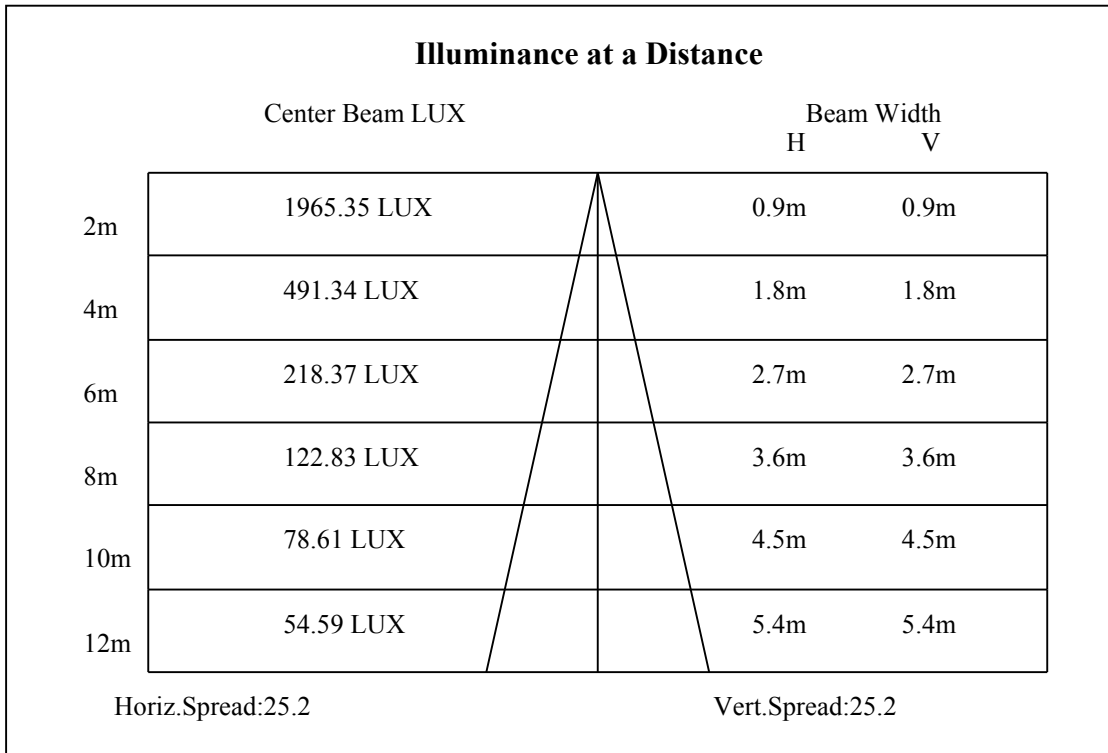 Illuminance at a Distance
Center Beam LUX Beam Width
H V
2m 1965.35 LUX 0.9m 0.9m
4m 491.34 LUX 1.8m 1.8m
6m 218.37 LUX 2.7m 2.7m
8m 122.83 LUX 3.6m 3.6m
10m 78.61 LUX 4.5m 4.5m
12m 54.59 LUX 5.4m 5.4m
Horiz.Spread:25.2 Vert.Spread:25.2